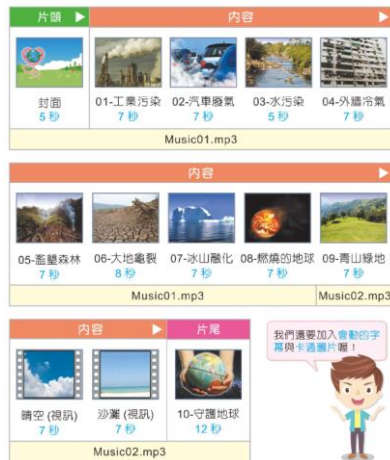 片頭
內容
封面
5 秒
01-工業污染
7 秒
02-汽車廢氣
7 秒
03-水污染
5 秒
04-外牆冷氣
7 秒
Music01.mp3
內容
05-濫墾森林
7 秒
06-大地龜裂
8 秒
07-冰山融化
7 秒
08-燃燒的地球
7 秒
09-青山綠地
7 秒
Music01.mp3
Music02.mp3
內容
片尾
晴空 (視訊)
7 秒
沙灘 (視訊)
7 秒
10-守護地球
12 秒
Music02.mp3
我們還要加入會動的字
幕與卡通圖片喔！